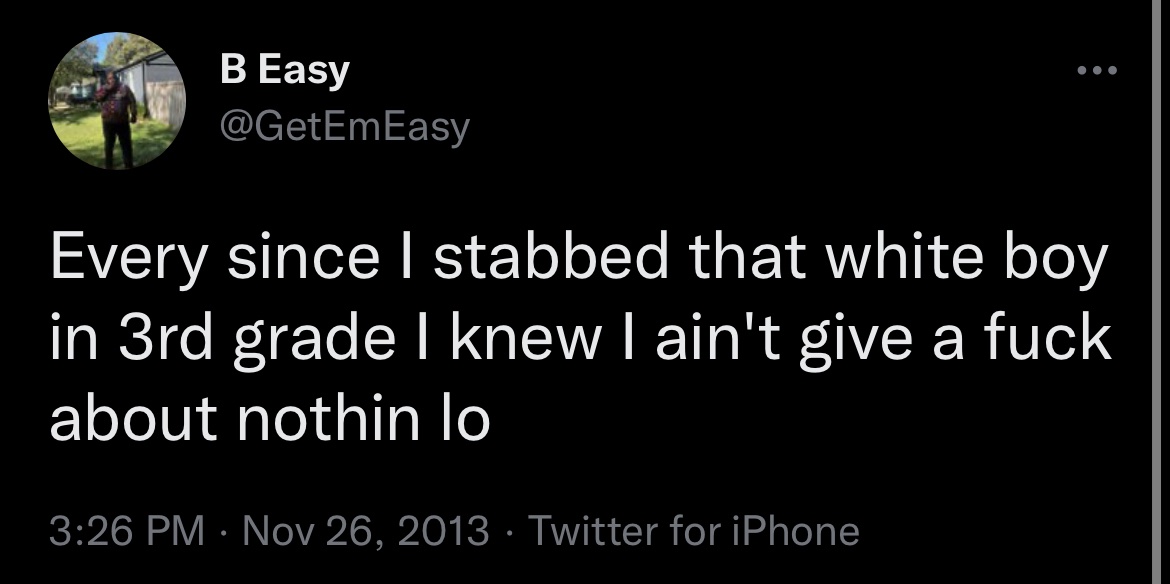 B Easy
@GetEmEasy
Every since I stabbed that white boy
in 3rd grade I knew I ain't give a fuck
about nothin lo
3:26 PM · Nov 26, 2013 · Twitter for iPhone